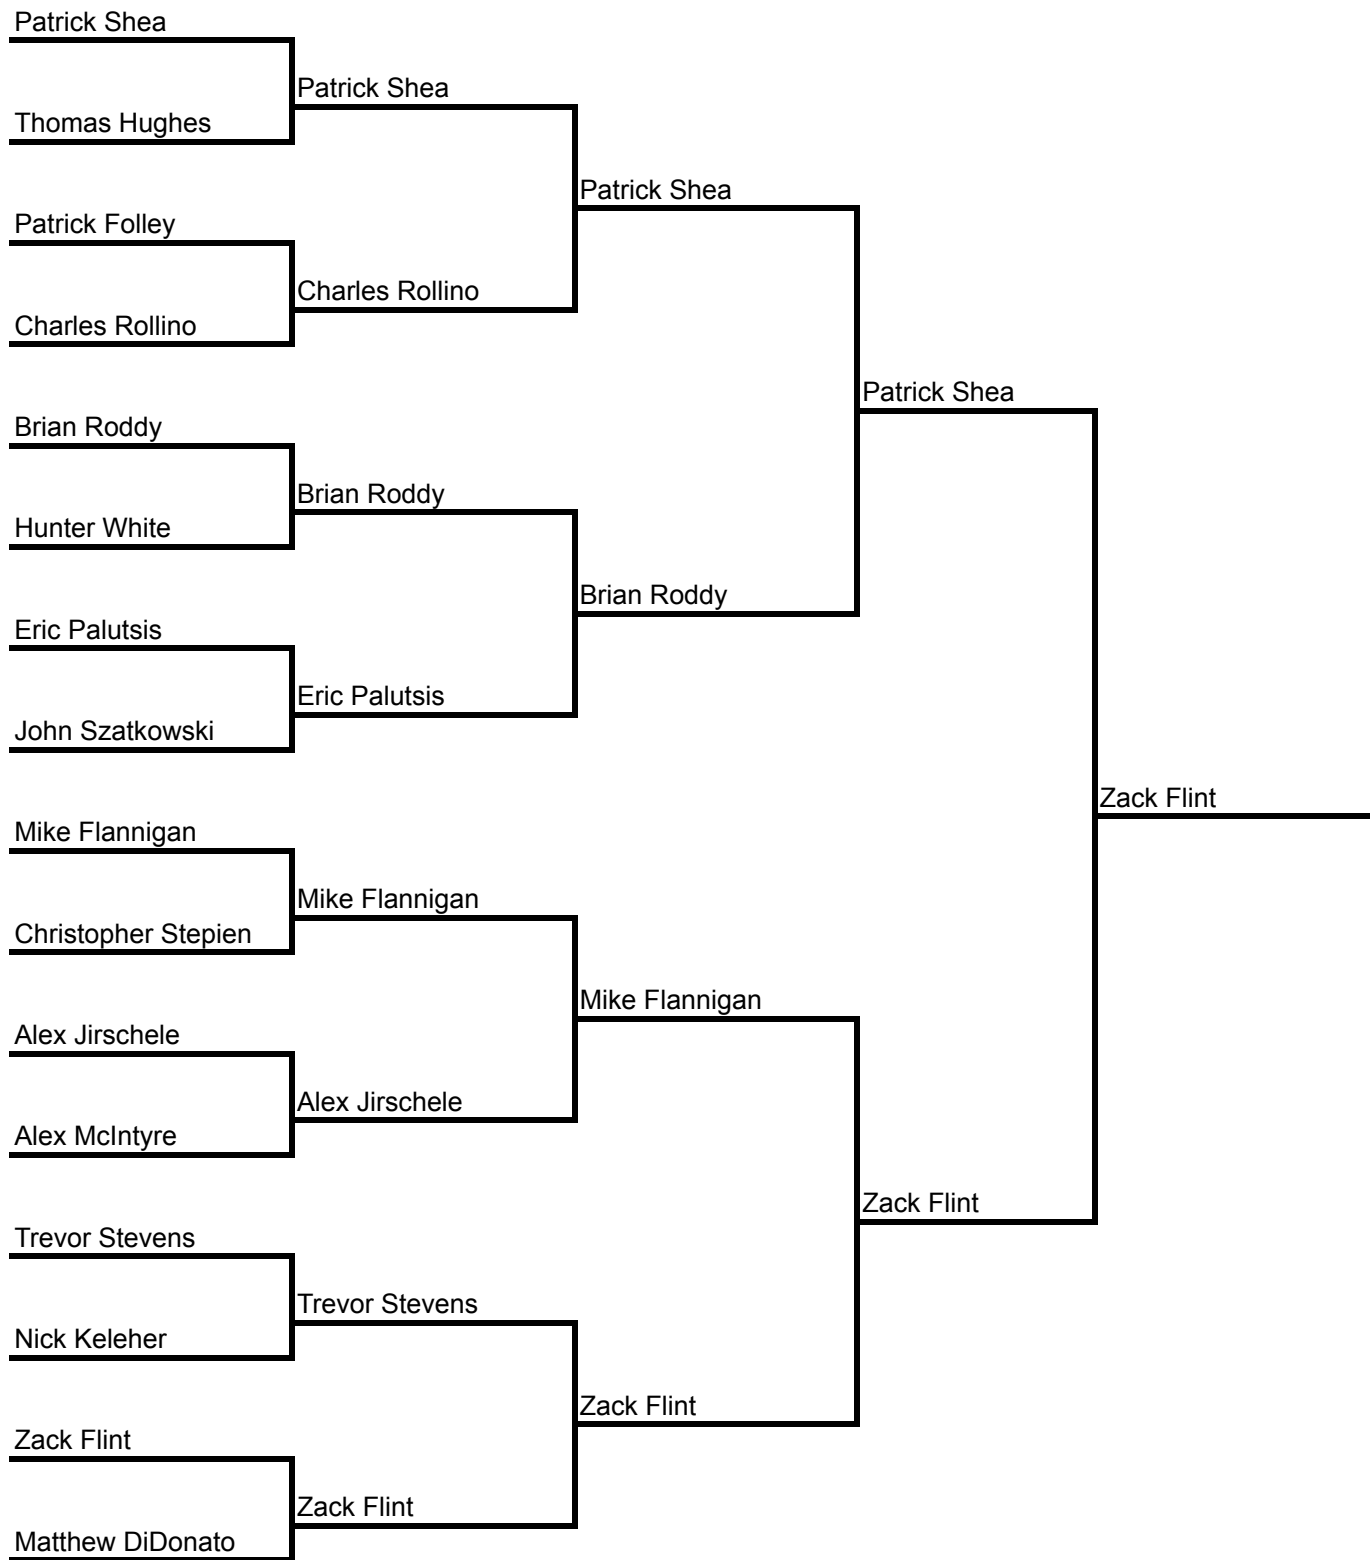 Patrick Shea
Patrick Shea
Thomas Hughes
Patrick Shea
Patrick Folley
Charles Rollino
Charles Rollino
Patrick Shea
Brian Roddy
Brian Roddy
Hunter White
Brian Roddy
Eric Palutsis
Eric Palutsis
John Szatkowski
Zack Flint
Mike Flannigan
Mike Flannigan
Christopher Stepien
Mike Flannigan
Alex Jirschele
Alex Jirschele
Alex McIntyre
Zack Flint
Trevor Stevens
Trevor Stevens
Nick Keleher
Zack Flint
Zack Flint
Zack Flint
Matthew DiDonato